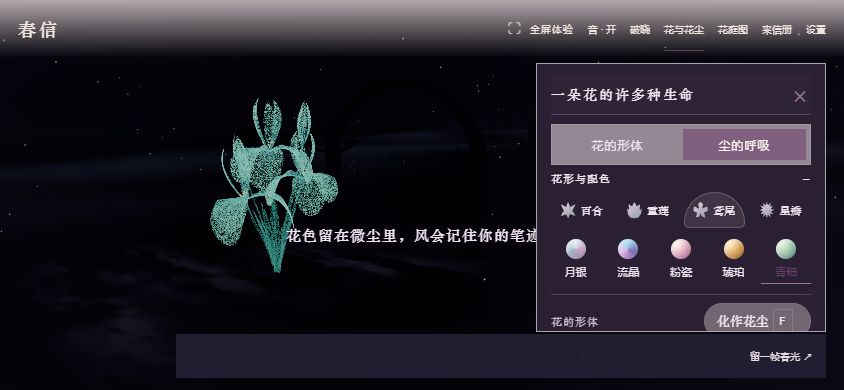 春信
全屏体验 音·开 破晓 花与花尘 花庭图 来信册 设置
一朵花的许多种生命 ×
花的形体 尘的呼吸
花形与配色 −
百合 重莲 鸢尾 星瓣
花色留在微尘里，风会记住你的笔迹
月银 流晶 粉瓷 琥珀 青釉
花的形体 化作花尘 F
留一帧春光 ↗